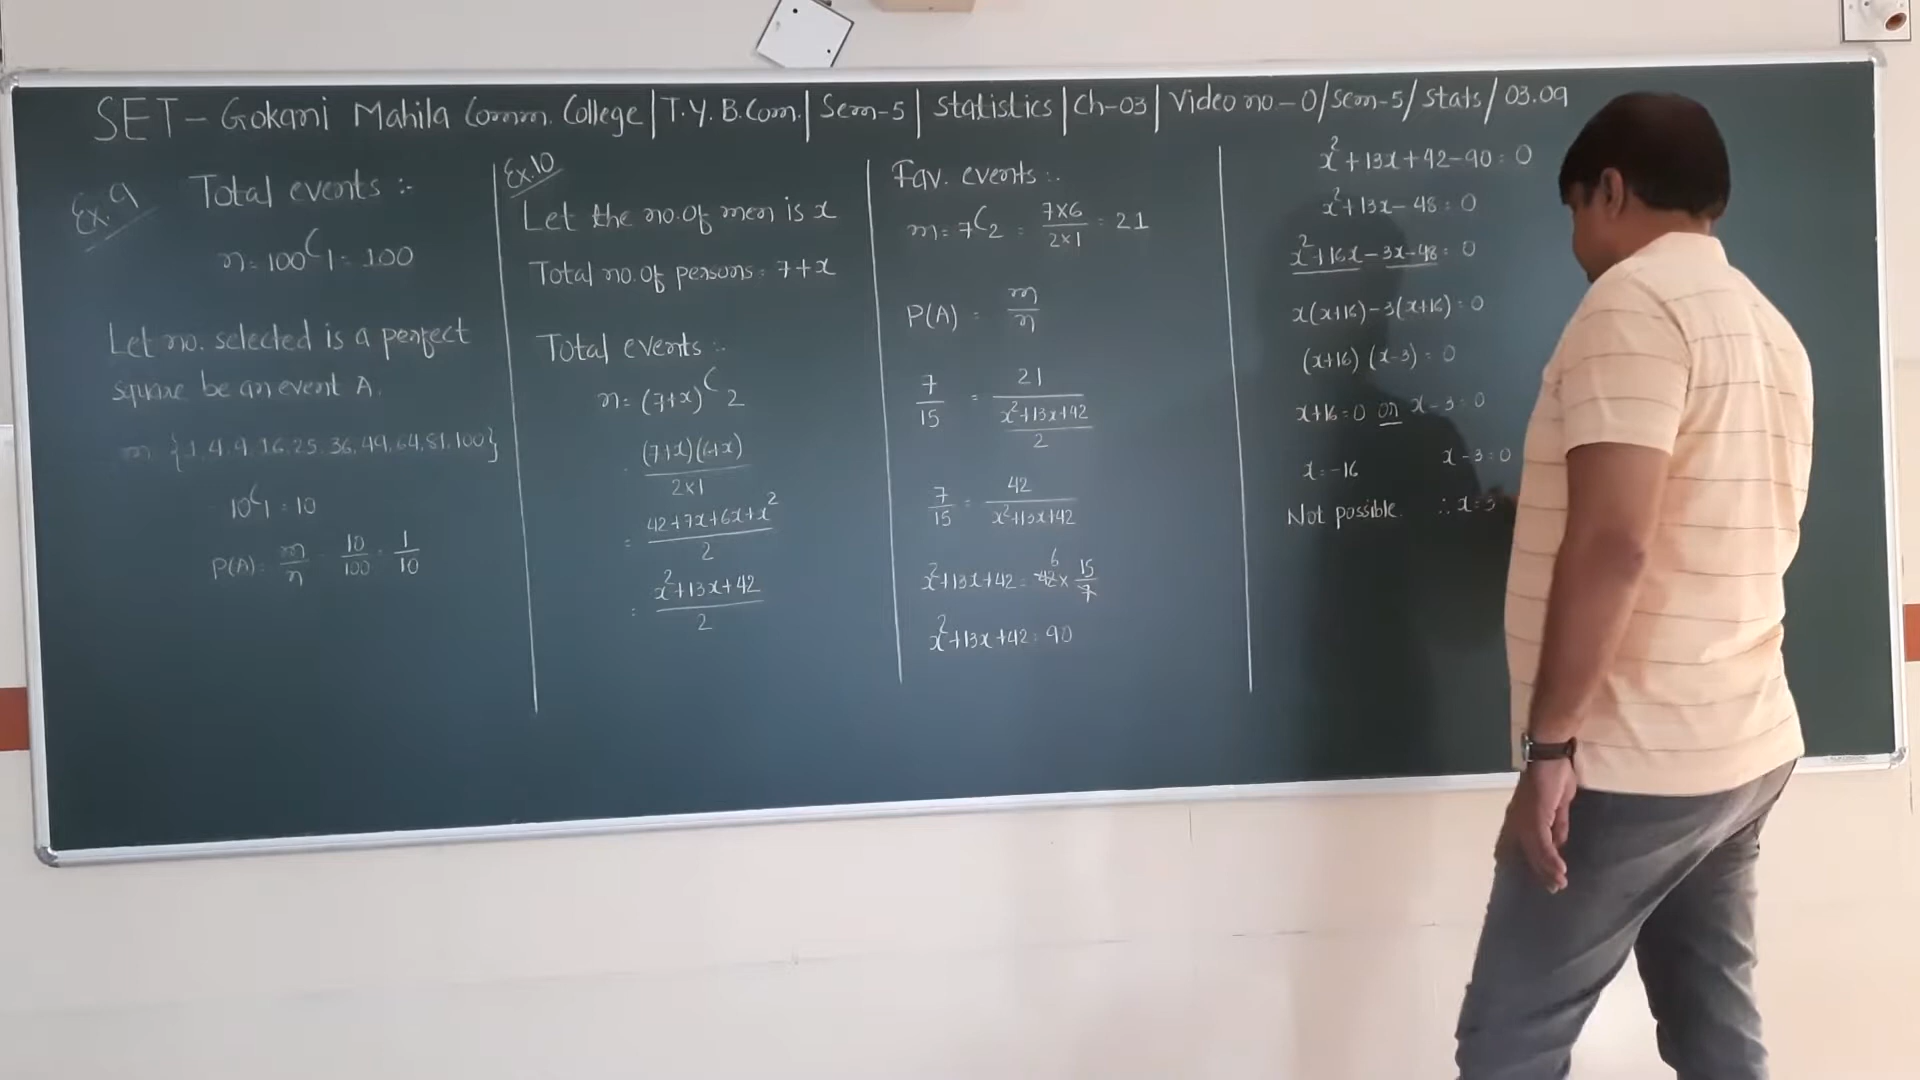 SET - Gokani Mahila Comm. College | T.Y. B.Com. | Sem-5 | Statistics | Ch-03 | Video no.- 0/Sem-5/Stats/03.09
Ex.9
Total events :-
n = 100C1 = 100
Let no. selected is a perfect
square be an event A.
m {1,4,9,16,25,36,49,64,81,100}
10C1 = 10
P(A) = m/n = 10/100 = 1/10
Ex.10
Let the no. of men is x
Total no. of persons = 7+x
Total events :-
n = (7+x)C2
= (7+x)(6+x) / 2×1
= 42+7x+6x+x² / 2
= x²+13x+42 / 2
Fav. events :-
m = 7C2 = 7×6 / 2×1 = 21
P(A) = m/n
7/15 = 21 / (x²+13x+42 / 2)
7/15 = 42 / x²+13x+42
x²+13x+42 = 42 6 × 15/7
x²+13x+42 = 90
x²+13x+42-90 = 0
x²+13x-48 = 0
x²+16x-3x-48 = 0
x(x+16)-3(x+16) = 0
(x+16) (x-3) = 0
x+16=0 or x-3=0
x=-16 x-3=0
Not possible. ∴ x=3